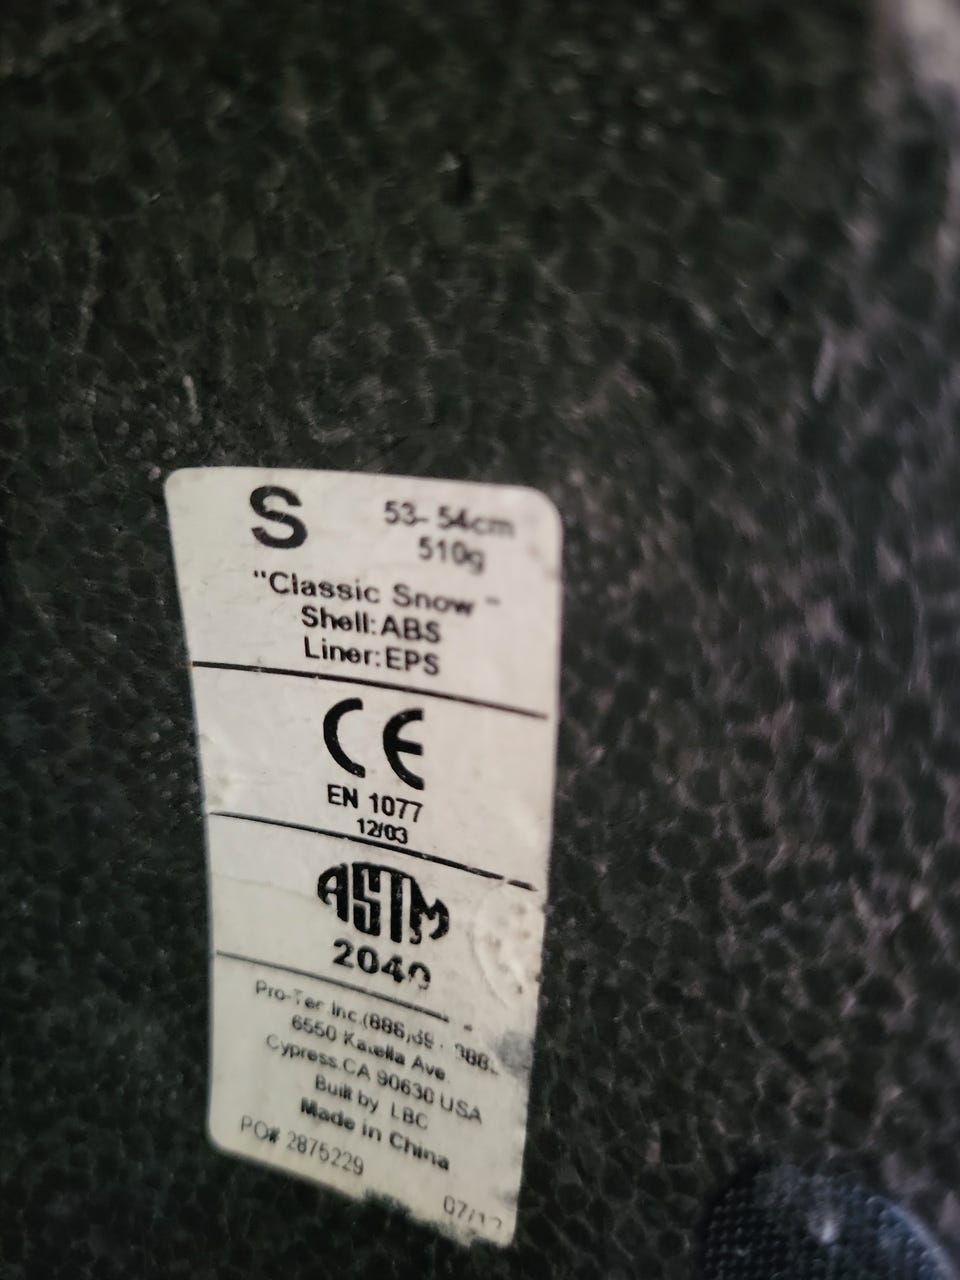 S
53-54cm
510g
"Classic Snow"
Shell:ABS
Liner:EPS
CE
EN 1077
12/03
ASTM
2040
Pro-Tec Inc.
6550 Katella Ave.
Cypress.CA 90630 USA
Built by LBC
Made in China
PO# 2875229